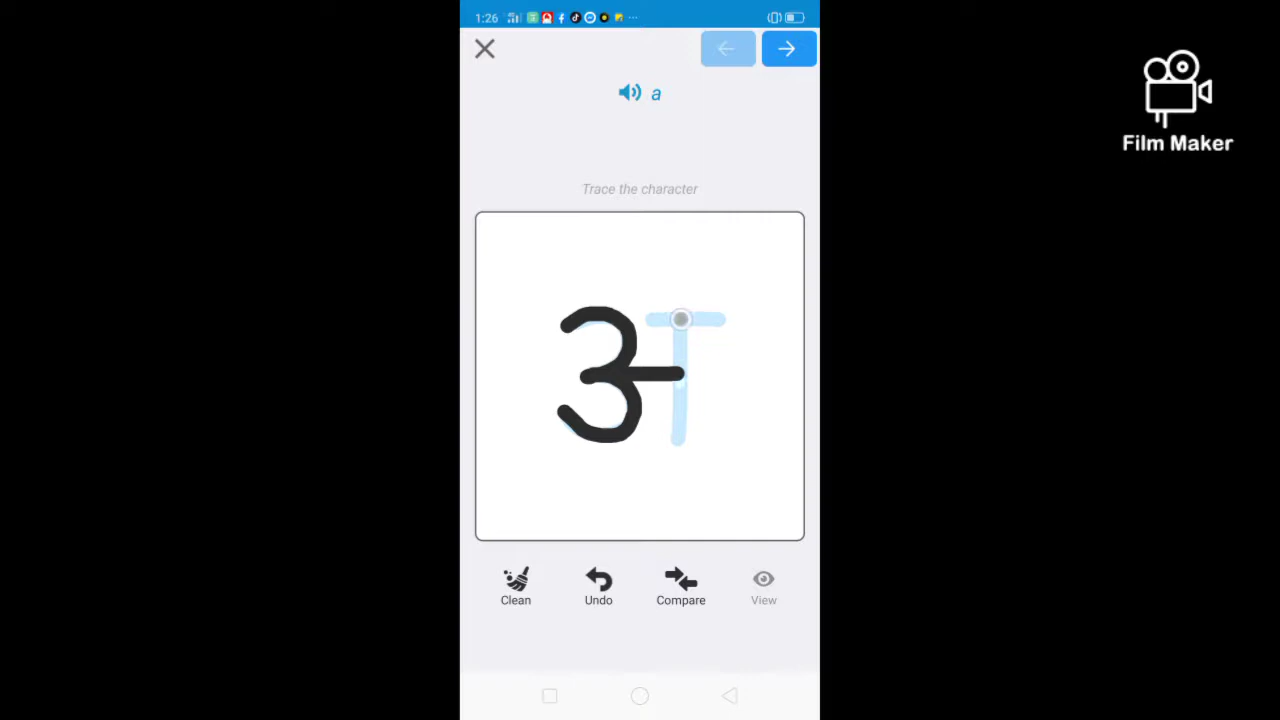 1:26
a
Trace the character
अ
Clean Undo Compare View
Film Maker